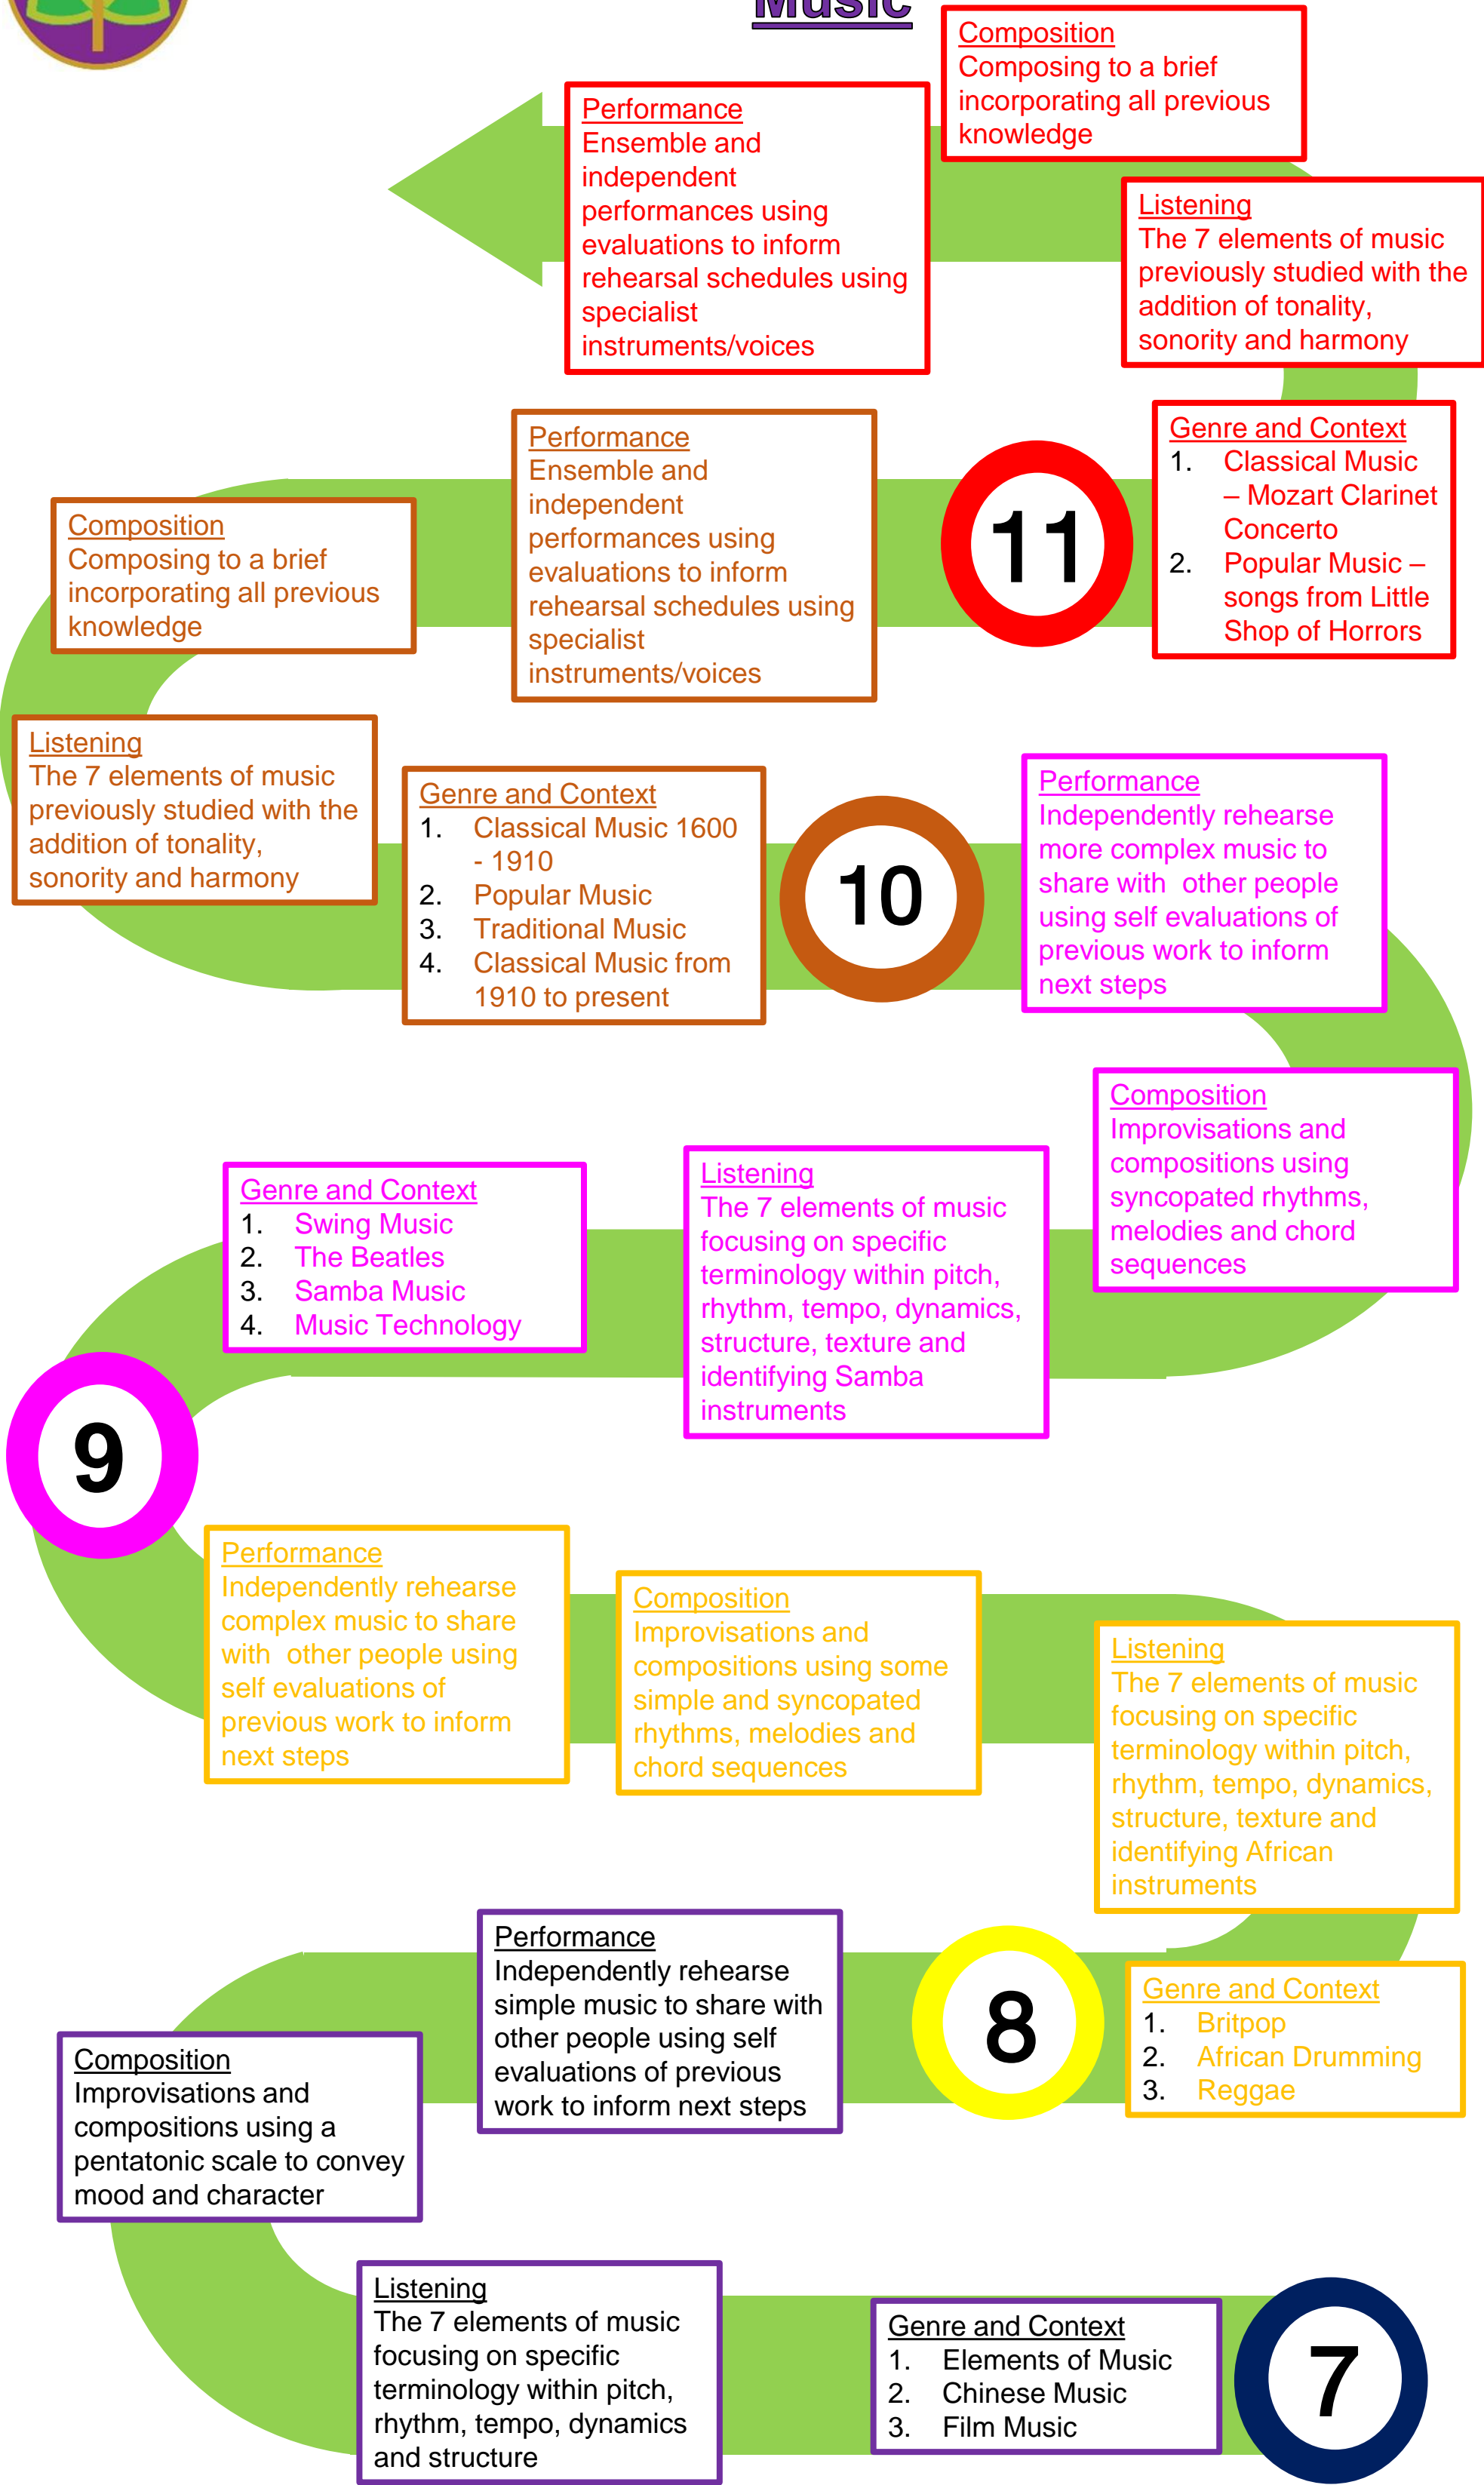 Music
Composition
Composing to a brief
incorporating all previous
knowledge
Performance
Ensemble and
independent
performances using
evaluations to inform
rehearsal schedules using
specialist
instruments/voices
Listening
The 7 elements of music
previously studied with the
addition of tonality,
sonority and harmony
Genre and Context
1. Classical Music
– Mozart Clarinet
Concerto
2. Popular Music –
songs from Little
Shop of Horrors
11
Performance
Ensemble and
independent
performances using
evaluations to inform
rehearsal schedules using
specialist
instruments/voices
Composition
Composing to a brief
incorporating all previous
knowledge
Listening
The 7 elements of music
previously studied with the
addition of tonality,
sonority and harmony
Genre and Context
1. Classical Music 1600
- 1910
2. Popular Music
3. Traditional Music
4. Classical Music from
1910 to present
10
Performance
Independently rehearse
more complex music to
share with  other people
using self evaluations of
previous work to inform
next steps
Composition
Improvisations and
compositions using
syncopated rhythms,
melodies and chord
sequences
Listening
The 7 elements of music
focusing on specific
terminology within pitch,
rhythm, tempo, dynamics,
structure, texture and
identifying Samba
instruments
Genre and Context
1. Swing Music
2. The Beatles
3. Samba Music
4. Music Technology
9
Performance
Independently rehearse
complex music to share
with  other people using
self evaluations of
previous work to inform
next steps
Composition
Improvisations and
compositions using some
simple and syncopated
rhythms, melodies and
chord sequences
Listening
The 7 elements of music
focusing on specific
terminology within pitch,
rhythm, tempo, dynamics,
structure, texture and
identifying African
instruments
Genre and Context
1. Britpop
2. African Drumming
3. Reggae
8
Performance
Independently rehearse
simple music to share with
other people using self
evaluations of previous
work to inform next steps
Composition
Improvisations and
compositions using a
pentatonic scale to convey
mood and character
Listening
The 7 elements of music
focusing on specific
terminology within pitch,
rhythm, tempo, dynamics
and structure
Genre and Context
1. Elements of Music
2. Chinese Music
3. Film Music
7